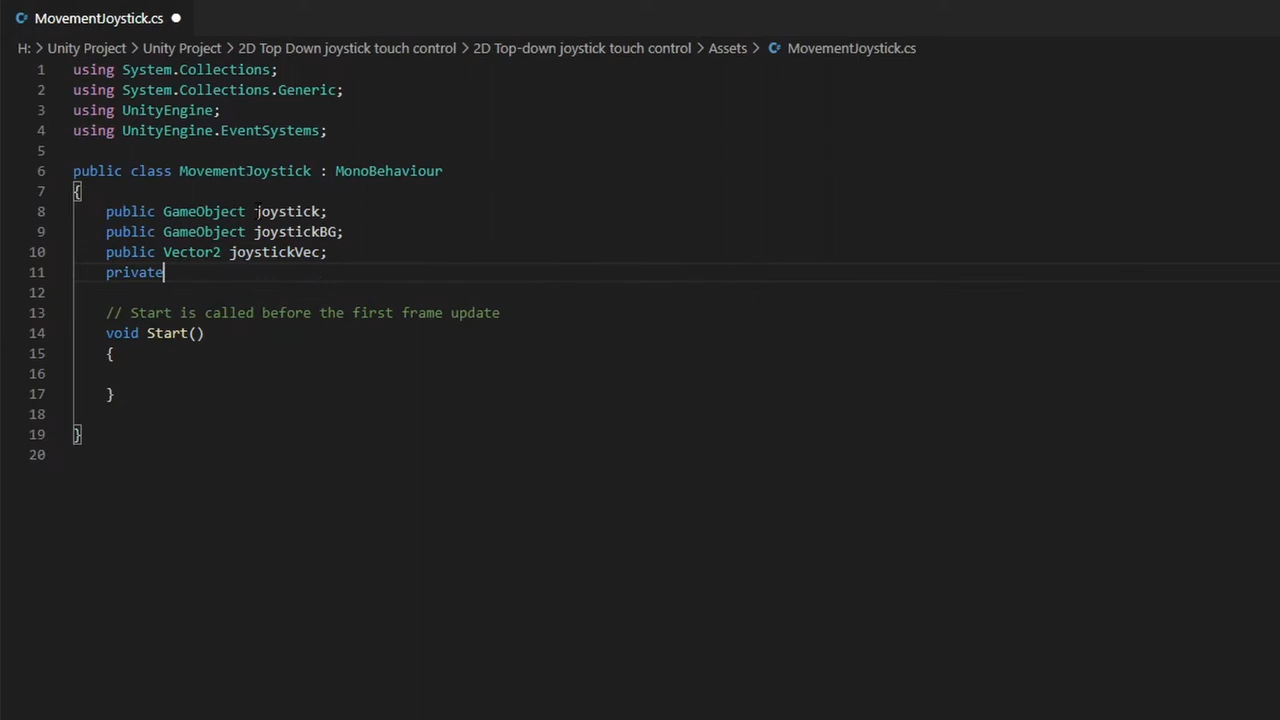 MovementJoystick.cs
H: > Unity Project > Unity Project > 2D Top Down joystick touch control > 2D Top-down joystick touch control > Assets > MovementJoystick.cs
1 using System.Collections;
2 using System.Collections.Generic;
3 using UnityEngine;
4 using UnityEngine.EventSystems;
5
6 public class MovementJoystick : MonoBehaviour
7 {
8 public GameObject joystick;
9 public GameObject joystickBG;
10 public Vector2 joystickVec;
11 private
12
13 // Start is called before the first frame update
14 void Start()
15 {
16
17 }
18
19 }
20